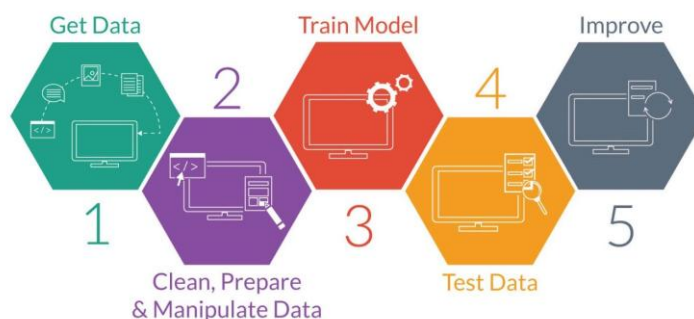 Get Data
1
2
Clean, Prepare
& Manipulate Data
</>
</>
Train Model
3
4
Test Data
Improve
5